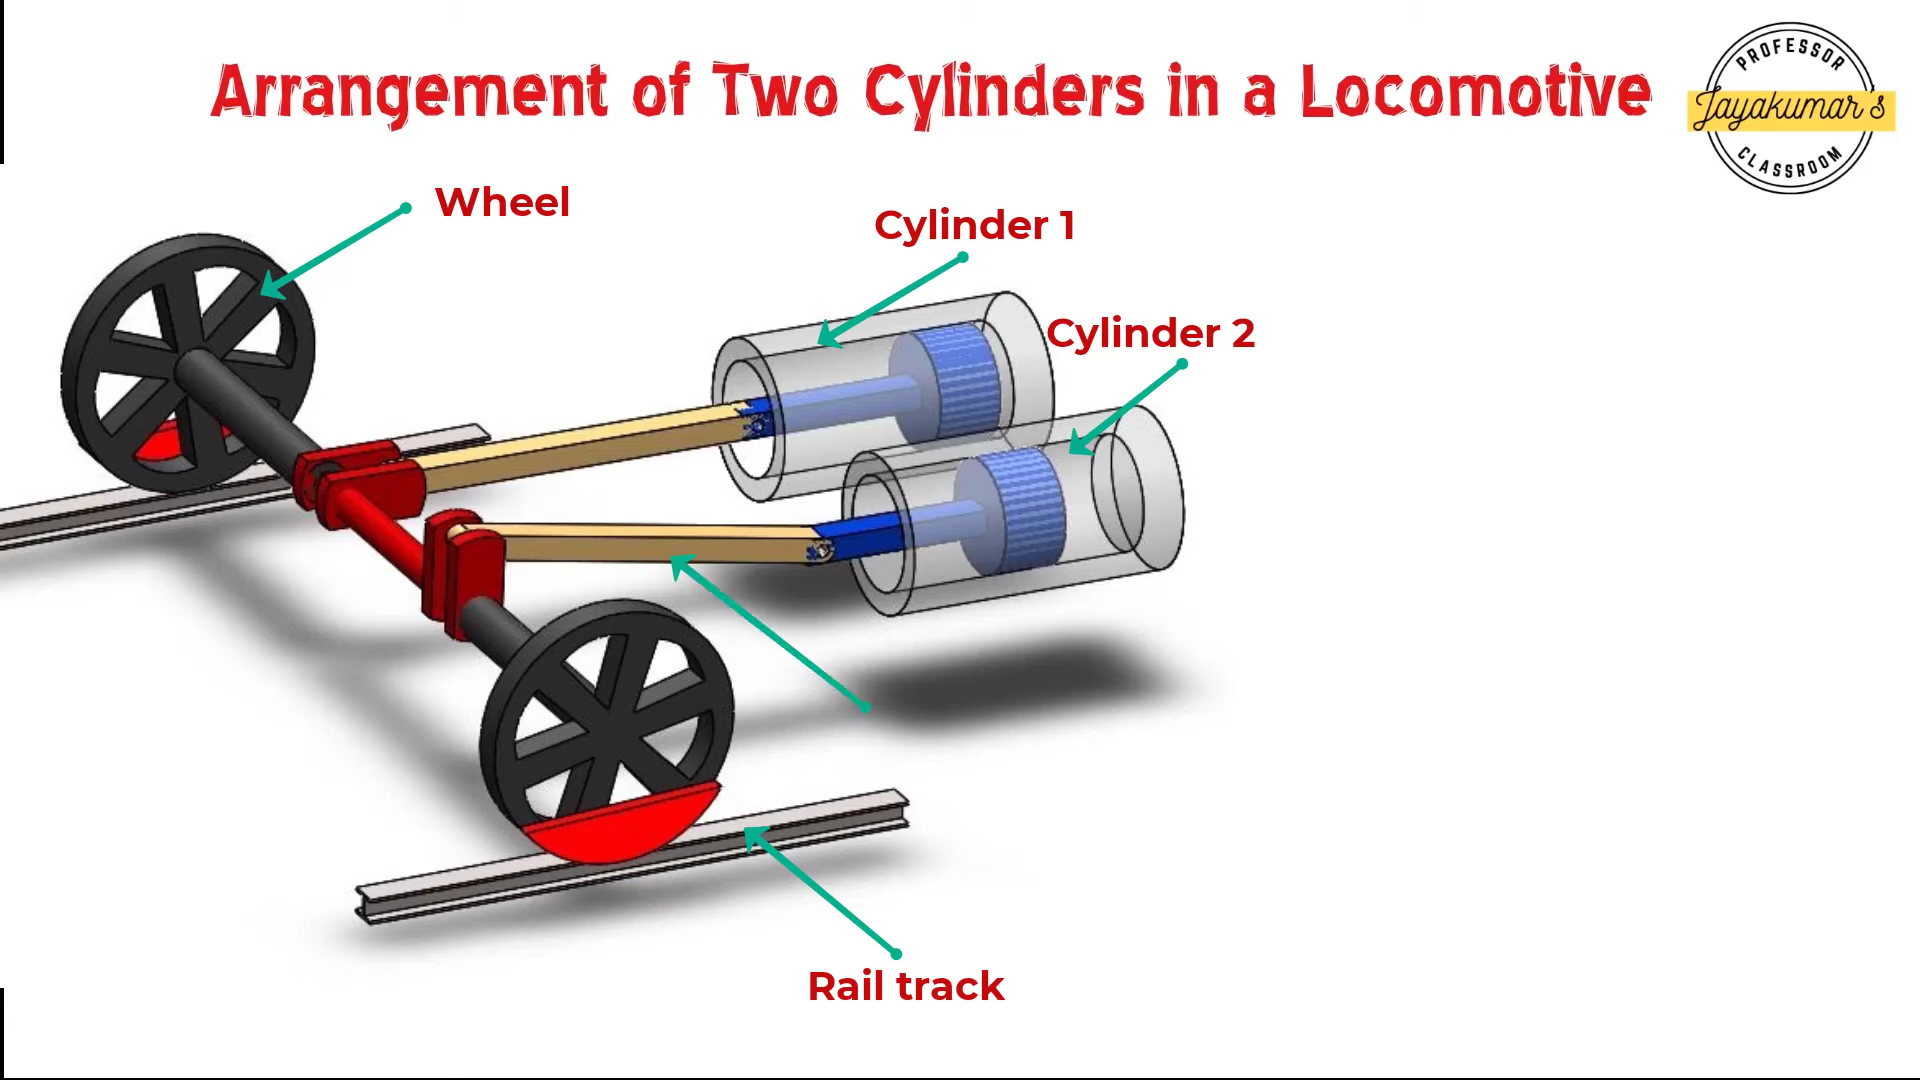 Arrangement of Two Cylinders in a Locomotive
PROFESSOR
Jayakumar's
CLASSROOM
Wheel
Cylinder 1
Cylinder 2
Rail track